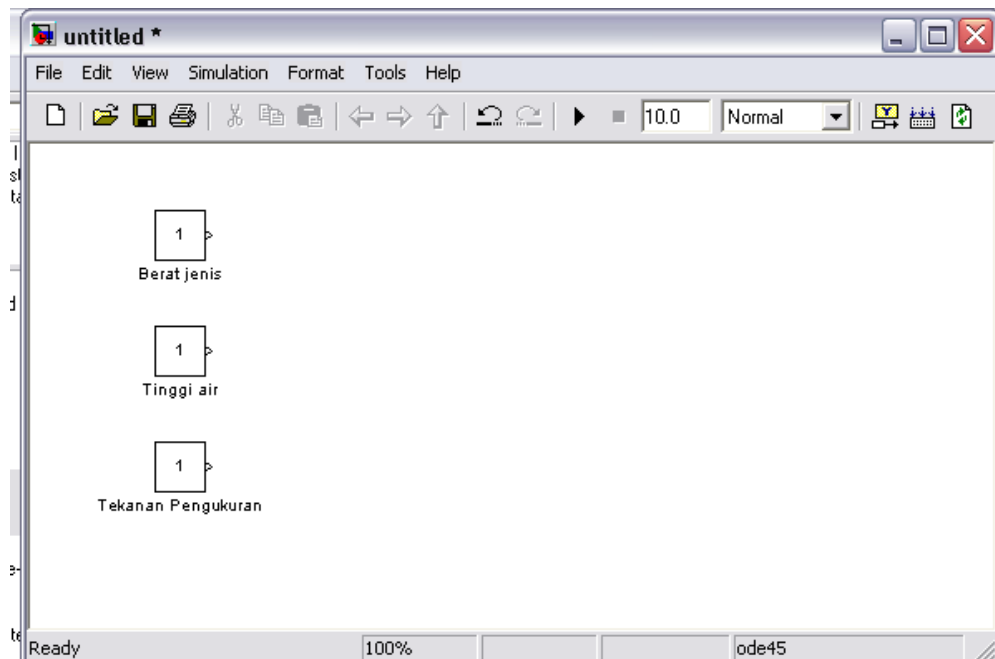 untitled *
File Edit View Simulation Format Tools Help
10.0 Normal
1
Berat jenis
1
Tinggi air
1
Tekanan Pengukuran
Ready 100% ode45